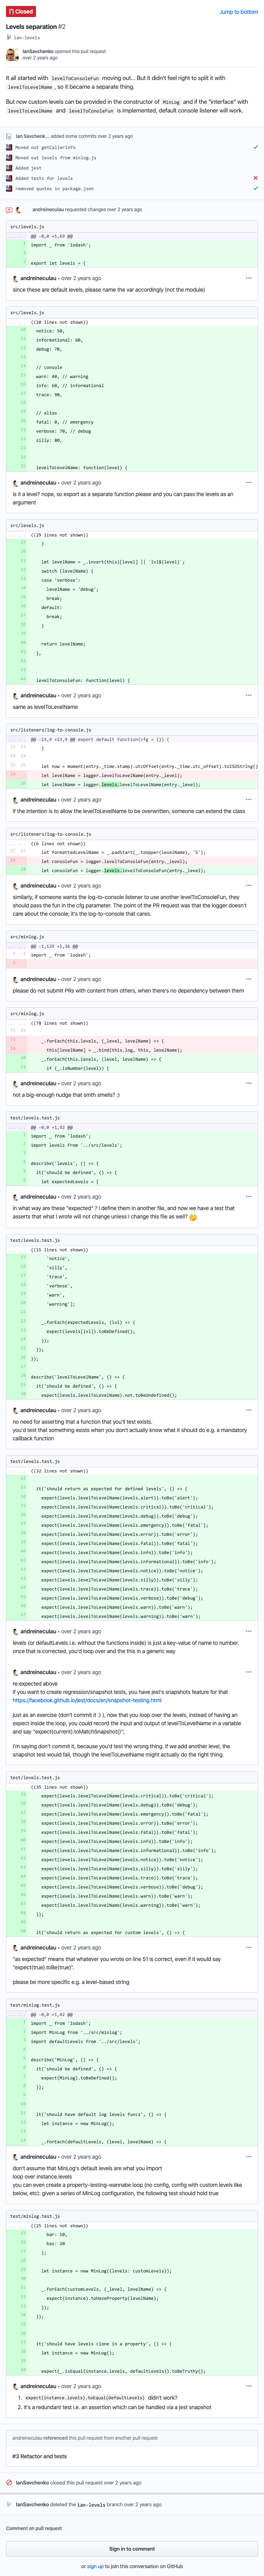 Closed
Jump to bottom
Levels separation #2
ian-levels
IanSavchenko opened this pull request
over 2 years ago
It all started with levelToConsoleFun moving out... But it didn't feel right to split it with
levelToLevelName , so it became a separate thing.
But now custom levels can be provided in the constructor of MinLog and if the "interface" with
levelToLevelName and levelToConsoleFun is implemented, default console listener will work.
Ian Savchenk... added some commits over 2 years ago
Moved out getCallerInfo
Moved out levels from minlog.js
Added jest
Added texts for levels
removed quotes in package.json
andreineculau requested changes over 2 years ago
src/levels.js
... ... @@ -0,0 +1,69 @@
1 import _ from 'lodash';
2
3 export let levels = {
andreineculau • over 2 years ago
since these are default levels, please name the var accordigly (not the module)
src/levels.js
... ... ((10 lines not shown))
notice: 50,
informational: 60,
debug: 70,
// console
warn: 40, // warning
info: 60, // informational
trace: 90,
// alias
fatal: 0, // emergency
verbose: 70, // debug
silly: 80,
levelToLevelName: function(level) {
andreineculau • over 2 years ago
is it a level? nope, so export as a separate function please and you can pass the levels as an
argument
src/levels.js
... ... ((29 lines not shown))
}
let levelName = _.invert(this)[level] || `lvl${level}`;
switch (levelName) {
case 'verbose':
levelName = 'debug';
break;
default:
break;
}
return levelName;
},
levelToConsoleFun: function(level) {
andreineculau • over 2 years ago
same as levelToLevelName
src/listeners/log-to-console.js
... ... @@ -23,9 +23,9 @@ export default function(cfg = {}) {
23 23 }
24 24
25 25 let now = moment(entry._time.stamp).utcOffset(entry._time.utc_offset).toISOString()
26 let levelName = logger.levelToLevelName(entry._level);
26 let levelName = logger.levels.levelToLevelName(entry._level);
andreineculau • over 2 years ago
if the intention is to allow the levelToLevelName to be overwritten, someone can extend the class
src/listeners/log-to-console.js
... ... ((6 lines not shown))
27 27 let formattedLevelName = _.padStart(_.toUpper(levelName), '5');
28 let consoleFun = logger.levelToConsoleFun(entry._level);
28 let consoleFun = logger.levels.levelToConsoleFun(entry._level);
andreineculau • over 2 years ago
similarly, if someone wants the log-to-console listener to use another levelToConsoleFun, they
should pass the fun in the cfg parameter. The point of the PR request was that the logger doesn't
care about the console; it's the log-to-console that cares.
src/minlog.js
... ... @@ -1,129 +1,36 @@
1 1 import _ from 'lodash';
2
andreineculau • over 2 years ago
please do not submit PRs with content from others, when there's no dependency between them
src/minlog.js
... ... ((78 lines not shown))
_.forEach(this.levels, (_level, levelName) => {
this[levelName] = _.bind(this.log, this, levelName);
_.forEach(this.levels, (level, levelName) => {
if (_.isNumber(level)) {
andreineculau • over 2 years ago
not a big-enough nudge that smth smells? :)
test/levels.test.js
... ... @@ -0,0 +1,92 @@
1 import _ from 'lodash';
2 import levels from '../src/levels';
3
4 describe('levels', () => {
5 it('should be defined', () => {
6 let expectedLevels = [
andreineculau • over 2 years ago
in what way are these "expected" ? I define them in another file, and now we have a test that
asserts that what I wrote will not change unless I change this file as well?
test/levels.test.js
... ... ((15 lines not shown))
'notice',
'silly',
'trace',
'verbose',
'warn',
'warning'];
_.forEach(expectedLevels, (lvl) => {
expect(levels[lvl]).toBeDefined();
});
});
});
describe('levelToLevelName', () => {
it('should be defined', () => {
expect(levels.levelToLevelName).not.toBeUndefined();
andreineculau • over 2 years ago
no need for asserting that a function that you'll test exists.
you'd test that something exists when you don't actually know what it should do e.g. a mandatory
callback function
test/levels.test.js
... ... ((32 lines not shown))
it('should return as expected for defined levels', () => {
expect(levels.levelToLevelName(levels.alert)).toBe('alert');
expect(levels.levelToLevelName(levels.critical)).toBe('critical');
expect(levels.levelToLevelName(levels.debug)).toBe('debug');
expect(levels.levelToLevelName(levels.emergency)).toBe('fatal');
expect(levels.levelToLevelName(levels.error)).toBe('error');
expect(levels.levelToLevelName(levels.fatal)).toBe('fatal');
expect(levels.levelToLevelName(levels.info)).toBe('info');
expect(levels.levelToLevelName(levels.informational)).toBe('info');
expect(levels.levelToLevelName(levels.notice)).toBe('notice');
expect(levels.levelToLevelName(levels.silly)).toBe('silly');
expect(levels.levelToLevelName(levels.trace)).toBe('trace');
expect(levels.levelToLevelName(levels.verbose)).toBe('debug');
expect(levels.levelToLevelName(levels.warn)).toBe('warn');
expect(levels.levelToLevelName(levels.warning)).toBe('warn');
andreineculau • over 2 years ago
levels (or defaultLevels i.e. without the functions inside) is just a key-value of name to number.
once that is corrected, you'd loop over and the this in a generic way
andreineculau • over 2 years ago
re:expected above
if you want to create regression/snapshot tests, you have jest's snapshots feature for that
https://facebook.github.io/jest/docs/en/snapshot-testing.html
just as an exercise (don't commit it :) ), now that you loop over the levels, instead of having an
expect inside the loop, you could record the input and output of levelToLevelName in a variable
and say "expect(current).toMatchSnapshot()";
I'm saying don't commit it, because you'd test the wrong thing. If we add another level, the
snapshot test would fail, though the levelToLevelName might actually do the right thing.
test/levels.test.js
... ... ((35 lines not shown))
expect(levels.levelToLevelName(levels.critical)).toBe('critical');
expect(levels.levelToLevelName(levels.debug)).toBe('debug');
expect(levels.levelToLevelName(levels.emergency)).toBe('fatal');
expect(levels.levelToLevelName(levels.error)).toBe('error');
expect(levels.levelToLevelName(levels.fatal)).toBe('fatal');
expect(levels.levelToLevelName(levels.info)).toBe('info');
expect(levels.levelToLevelName(levels.informational)).toBe('info');
expect(levels.levelToLevelName(levels.notice)).toBe('notice');
expect(levels.levelToLevelName(levels.silly)).toBe('silly');
expect(levels.levelToLevelName(levels.trace)).toBe('trace');
expect(levels.levelToLevelName(levels.verbose)).toBe('debug');
expect(levels.levelToLevelName(levels.warn)).toBe('warn');
expect(levels.levelToLevelName(levels.warning)).toBe('warn');
});
it('should return as expected for custom levels', () => {
andreineculau • over 2 years ago
"as expected" means that whatever you wrote on line 51 is correct, even if it would say
"expect(true).toBe(true)".
please be more specific e.g. a level-based string
test/minlog.test.js
... ... @@ -0,0 +1,42 @@
import _ from 'lodash';
import MinLog from '../src/minlog';
import defaultLevels from '../src/levels';
describe('MinLog', () => {
it('should be defined', () => {
expect(MinLog).toBeDefined();
});
it('should have default log levels funcs', () => {
let instance = new MinLog();
_.forEach(defaultLevels, (_level, levelName) => {
andreineculau • over 2 years ago
don't assume that MinLog's default levels are what you import
loop over instance.levels
you can even create a property-testing-wannabe loop (no config, config with custom levels like
below, etc): given a series of MinLog configuration, the following test should hold true
test/minlog.test.js
... ... ((25 lines not shown))
bar: 10,
baz: 20
};
let instance = new MinLog({levels: customLevels});
_.forEach(customLevels, (_level, levelName) => {
expect(instance).toHaveProperty(levelName);
});
});
it('should have levels clone in a property', () => {
let instance = new MinLog();
expect(_.isEqual(instance.levels, defaultLevels)).toBeTruthy();
andreineculau • over 2 years ago
1. expect(instance.levels).toEqual(defaultLevels) didn't work?
2. it's a redundant test i.e. an assertion which can be handled via a jest snapshot
andreineculau referenced this pull request from another pull request
#3 Refactor and tests
IanSavchenko closed this pull request over 2 years ago
IanSavchenko deleted the ian-levels branch over 2 years ago
Comment on pull request
Sign in to comment
or sign up to join this conversation on GitHub